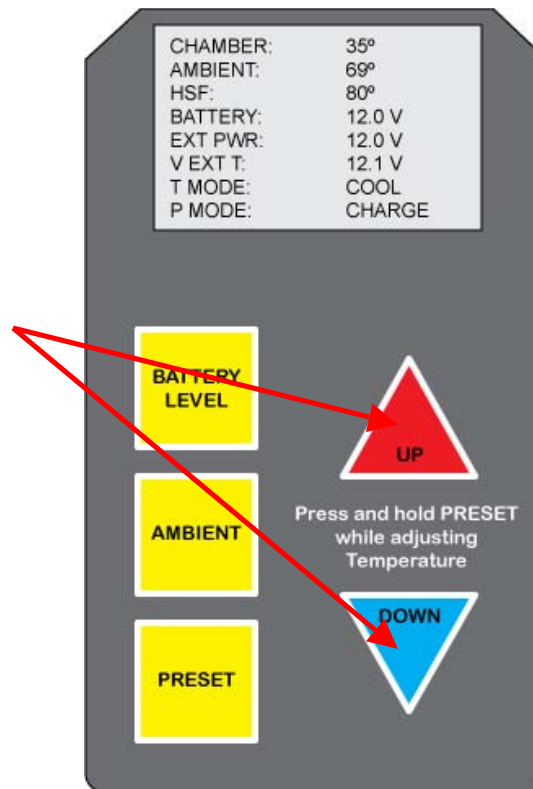 CHAMBER: 35º
AMBIENT: 69º
HSF: 80º
BATTERY: 12.0 V
EXT PWR: 12.0 V
V EXT T: 12.1 V
T MODE: COOL
P MODE: CHARGE
BATTERY
LEVEL
UP
AMBIENT
Press and hold PRESET
while adjusting
Temperature
DOWN
PRESET